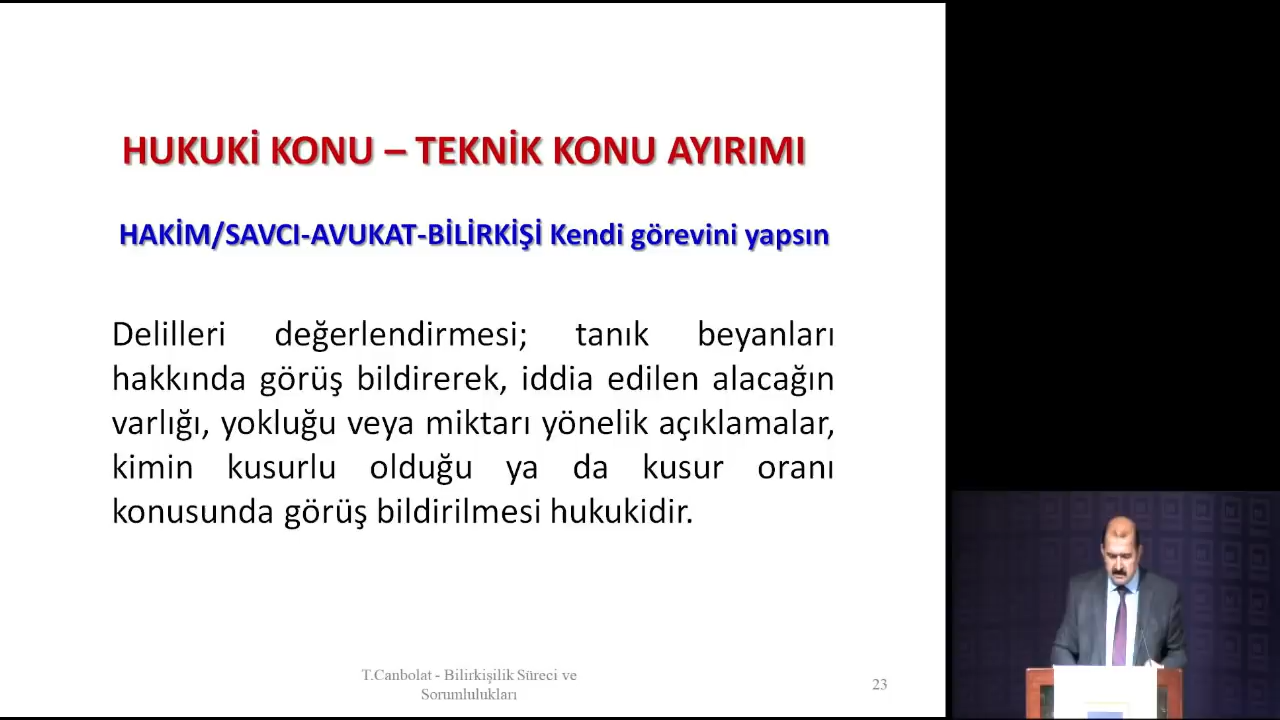 HUKUKİ KONU – TEKNİK KONU AYIRIMI
HAKİM/SAVCI-AVUKAT-BİLİRKİŞİ Kendi görevini yapsın
Delilleri değerlendirmesi; tanık beyanları
hakkında görüş bildirerek, iddia edilen alacağın
varlığı, yokluğu veya miktarı yönelik açıklamalar,
kimin kusurlu olduğu ya da kusur oranı
konusunda görüş bildirilmesi hukukidir.
T.Canbolat - Bilirkişilik Süreci ve
Sorumlulukları
23